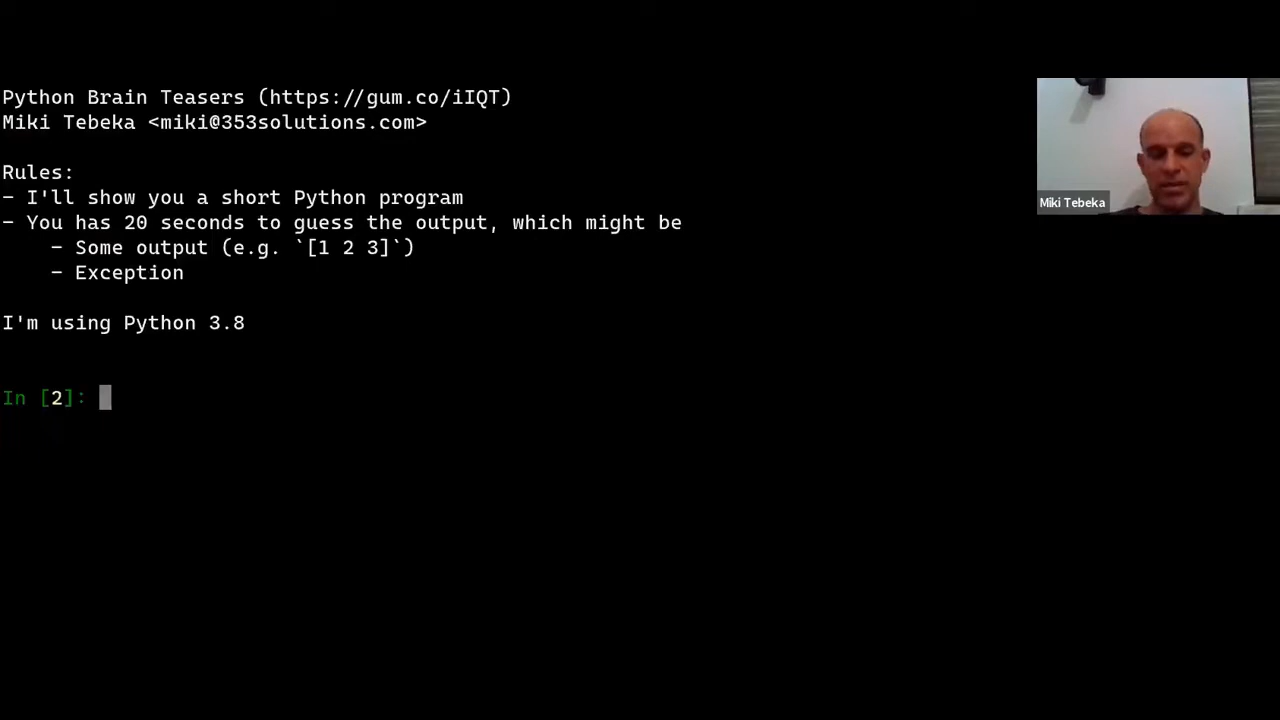 Python Brain Teasers (https://gum.co/iIQT)
Miki Tebeka <miki@353solutions.com>
Rules:
- I'll show you a short Python program
- You has 20 seconds to guess the output, which might be
- Some output (e.g. `[1 2 3]`)
- Exception
I'm using Python 3.8
In [2]:
Miki Tebeka